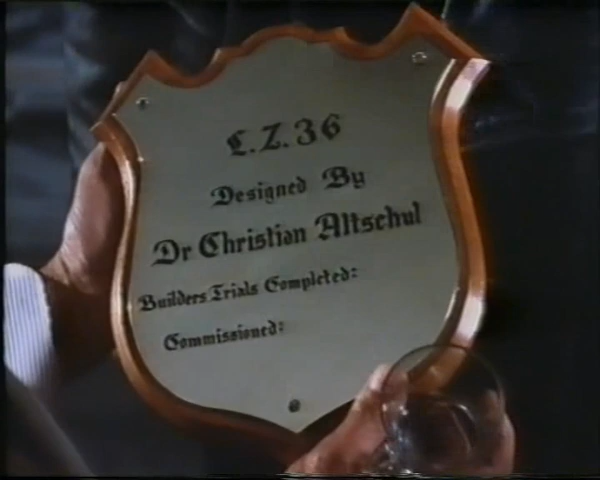 L.Z.36
Designed By
Dr Christian Altschul
Builders Trials Completed:
Commissioned: